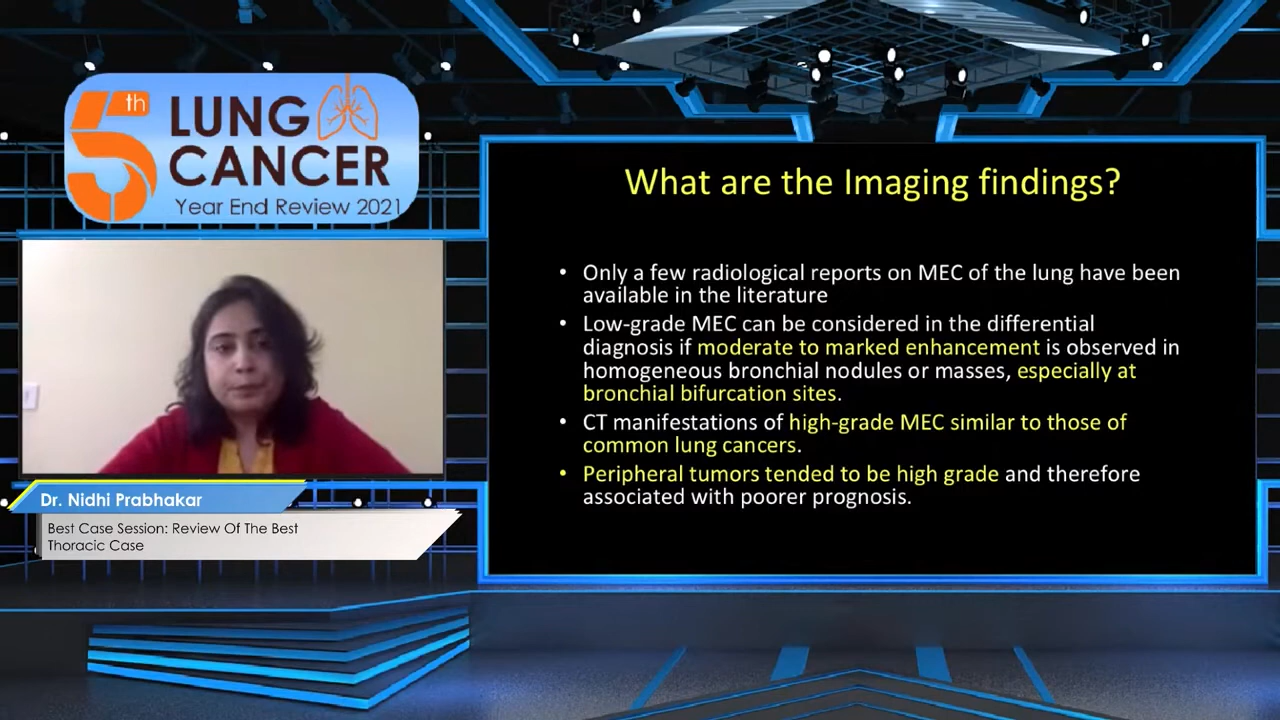 5th
LUNG
CANCER
Year End Review 2021
What are the Imaging findings?
• Only a few radiological reports on MEC of the lung have been
available in the literature
• Low-grade MEC can be considered in the differential
diagnosis if moderate to marked enhancement is observed in
homogeneous bronchial nodules or masses, especially at
bronchial bifurcation sites.
• CT manifestations of high-grade MEC similar to those of
common lung cancers.
• Peripheral tumors tended to be high grade and therefore
associated with poorer prognosis.
Dr. Nidhi Prabhakar
Best Case Session: Review Of The Best
Thoracic Case